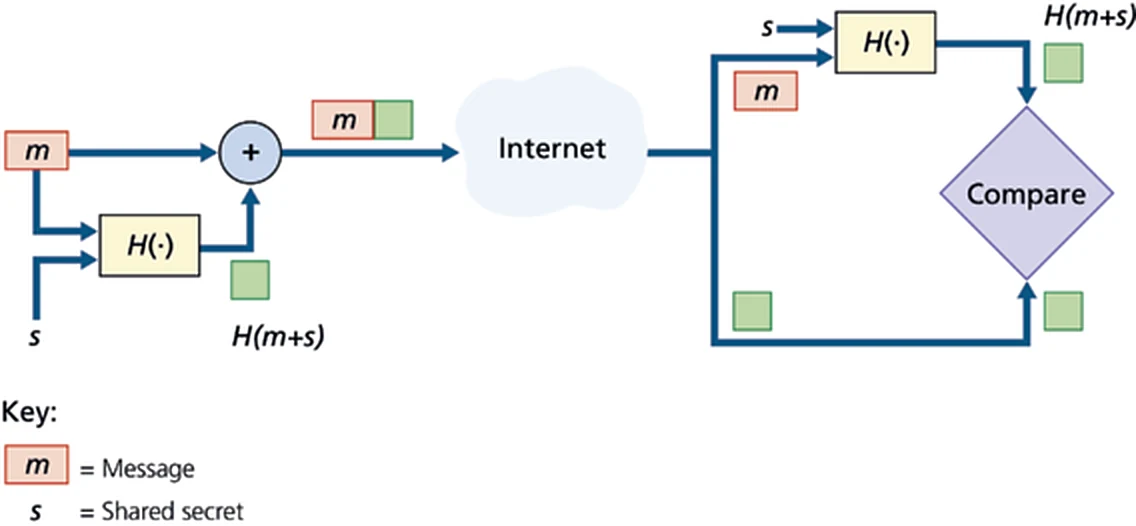 H(m+s)
s
H(·)
m
m
Internet
m
+
Compare
H(·)
s
H(m+s)
Key:
m = Message
s = Shared secret